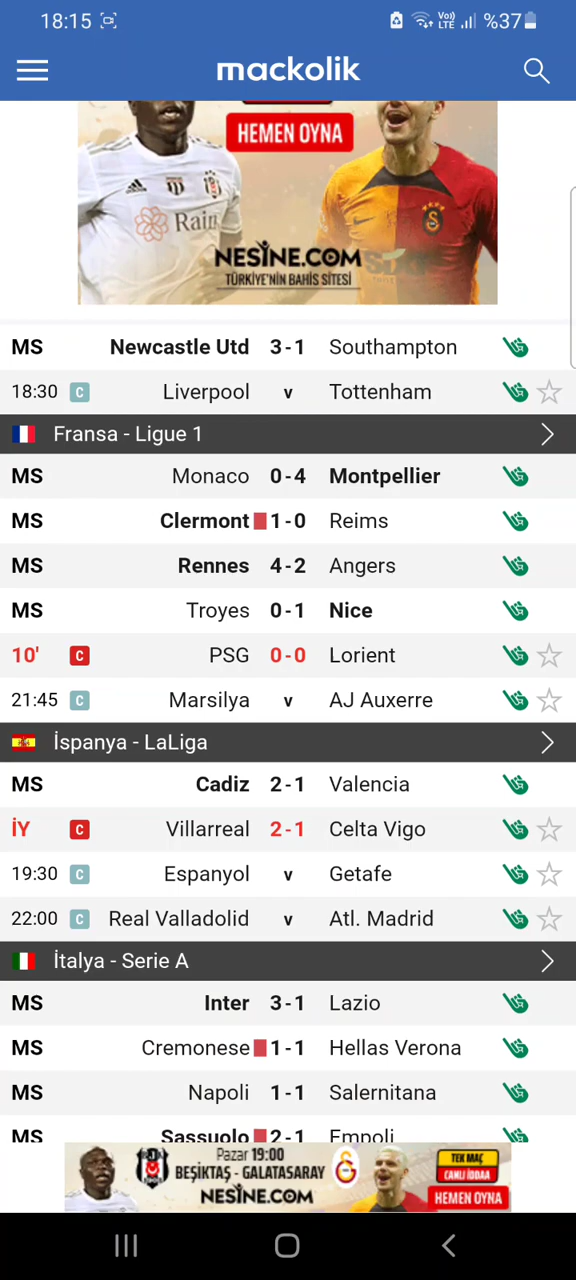 18:15 Vo)) LTE %37
mackolik
HEMEN OYNA
Rain
NESİNE.COM
TÜRKİYE'NİN BAHİS SİTESİ
MS Newcastle Utd 3-1 Southampton
18:30 C Liverpool v Tottenham
Fransa - Ligue 1
MS Monaco 0-4 Montpellier
MS Clermont 1-0 Reims
MS Rennes 4-2 Angers
MS Troyes 0-1 Nice
10' C PSG 0-0 Lorient
21:45 C Marsilya v AJ Auxerre
İspanya - LaLiga
MS Cadiz 2-1 Valencia
İY C Villarreal 2-1 Celta Vigo
19:30 C Espanyol v Getafe
22:00 C Real Valladolid v Atl. Madrid
İtalya - Serie A
MS Inter 3-1 Lazio
MS Cremonese 1-1 Hellas Verona
MS Napoli 1-1 Salernitana
MS Sassuolo 2-1 Empoli
Pazar 19:00
BEŞİKTAŞ - GALATASARAY
NESİNE.COM
TEK MAÇ
CANLI İDDAA
HEMEN OYNA